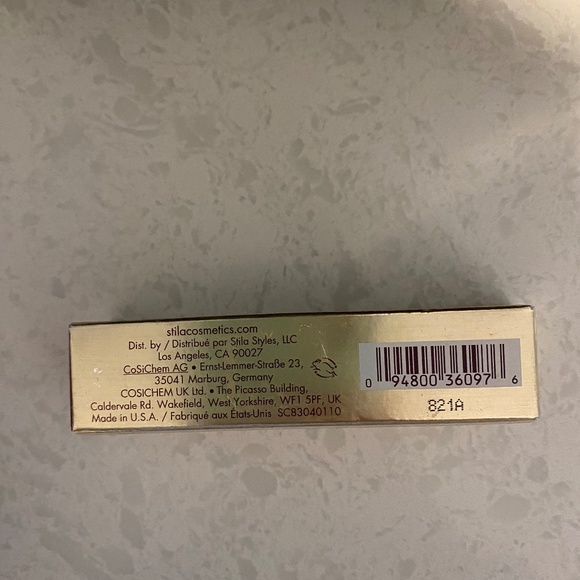 stilacosmetics.com
Dist. by / Distribué par Stila Styles, LLC
Los Angeles, CA 90027
CoSiChem AG • Ernst-Lemmer-Straße 23,
35041 Marburg, Germany
COSICHEM UK Ltd. • The Picasso Building,
Caldervale Rd. Wakefield, West Yorkshire, WF1 5PF, UK
Made in U.S.A. / Fabriqué aux États-Unis SC83040110
0 94800 36097 6
821A